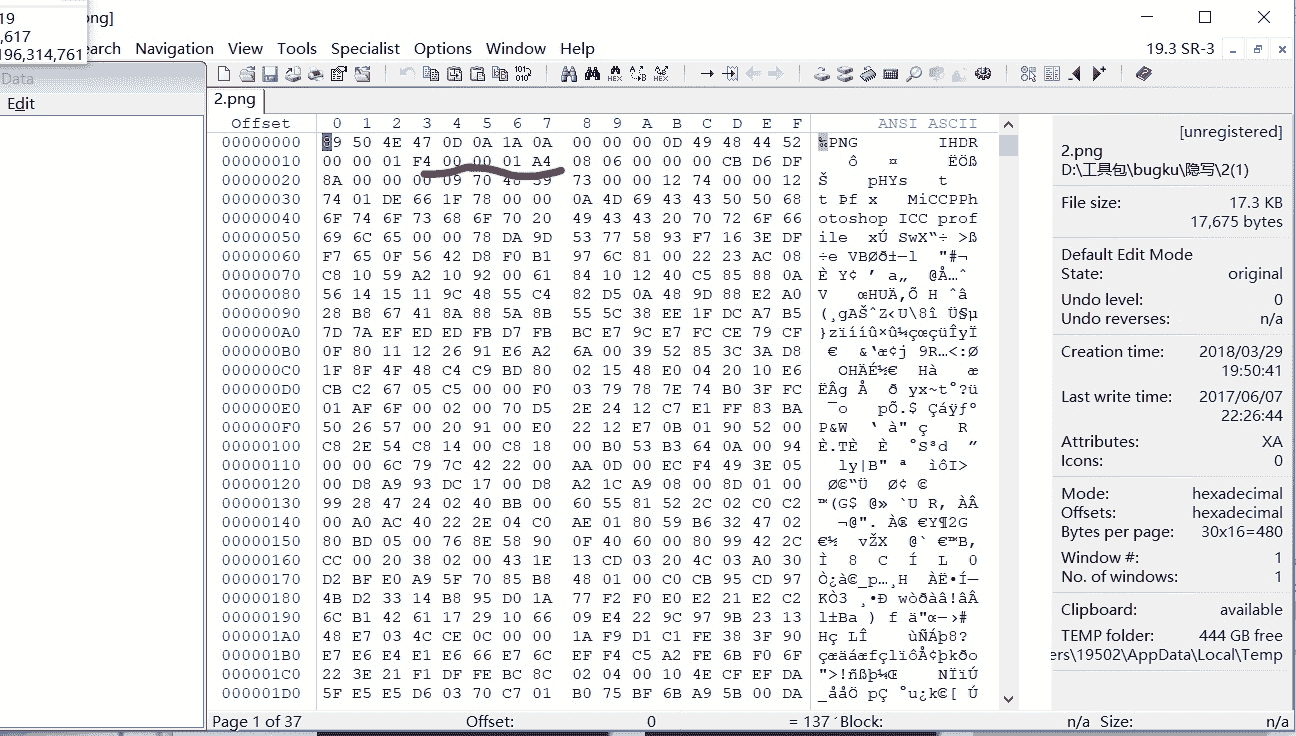 19
,617
196,314,761
ng]
earch Navigation View Tools Specialist Options Window Help 19.3 SR-3
Data
Edit
2.png
Offset 0 1 2 3 4 5 6 7 8 9 A B C D E F ANSI ASCII
00000000 89 50 4E 47 0D 0A 1A 0A 00 00 00 0D 49 48 44 52 ‰PNG IHDR
00000010 00 00 01 F4 00 00 01 A4 08 06 00 00 00 CB D6 DF ô ¤ ËÖß
00000020 8A 00 00 00 09 70 48 59 73 00 00 12 74 00 00 12 Š pHYs t
00000030 74 01 DE 66 1F 78 00 00 0A 4D 69 43 43 50 50 68 t Þf x MiCCPPh
00000040 6F 74 6F 73 68 6F 70 20 49 43 43 20 70 72 6F 66 otoshop ICC prof
00000050 69 6C 65 00 00 78 DA 9D 53 77 58 93 F7 16 3E DF ile xÚ SwX“÷ >ß
00000060 F7 65 0F 56 42 D8 F0 B1 97 6C 81 00 22 23 AC 08 ÷e VBØð±—l "#¬
00000070 C8 10 59 A2 10 92 00 61 84 10 12 40 C5 85 88 0A È Y¢ ’ a„ @Å…ˆ
00000080 56 14 15 11 9C 48 55 C4 82 D5 0A 48 9D 88 E2 A0 V œHUÄ‚Õ H ˆâ
00000090 28 B8 67 41 8A 88 5A 8B 55 5C 38 EE 1F DC A7 B5 (¸gAŠˆZ‹U\8î Ü§µ
000000A0 7D 7A EF ED ED FB D7 FB BC E7 9C E7 FC CE 79 CF }zïííû×û¼çœçüÎyÏ
000000B0 0F 80 11 12 26 91 E6 A2 6A 00 39 52 85 3C 3A D8 € &‘æ¢j 9R…<:Ø
000000C0 1F 8F 4F 48 C4 C9 BD 80 02 15 48 E0 04 20 10 E6 OHÄÉ½€ Hà æ
000000D0 CB C2 67 05 C5 00 00 F0 03 79 78 7E 74 B0 3F FC ËÂg Å ð yx~t°?ü
000000E0 01 AF 6F 00 02 00 70 D5 2E 24 12 C7 E1 FF 83 BA ¯o pÕ.$ Çáÿƒº
000000F0 50 26 57 00 20 91 00 E0 22 12 E7 0B 01 90 52 00 P&W ‘ à" ç R
00000100 C8 2E 54 C8 14 00 C8 18 00 B0 53 B3 64 0A 00 94 È.TÈ È °S³d ”
00000110 00 00 6C 79 7C 42 22 00 AA 0D 00 EC F4 49 3E 05 ly|B" ª ìôI>
00000120 00 D8 A9 93 DC 17 00 D8 A2 1C A9 08 00 8D 01 00 Ø©“Ü Ø¢ ©
00000130 99 28 47 24 02 40 BB 00 60 55 81 52 2C 02 C0 C2 ™(G$ @» `U R, ÀÂ
00000140 00 A0 AC 40 22 2E 04 C0 AE 01 80 59 B6 32 47 02 ¬@". À® €Y¶2G
00000150 80 BD 05 00 76 8E 58 90 0F 40 60 00 80 99 42 2C €½ vŽX @` €™B,
00000160 CC 00 20 38 02 00 43 1E 13 CD 03 20 4C 03 A0 30 Ì 8 C Í L 0
00000170 D2 BF E0 A9 5F 70 85 B8 48 01 00 C0 CB 95 CD 97 Ò¿à©_p…¸H ÀË•Í—
00000180 4B D2 33 14 B8 95 D0 1A 77 F2 F0 E0 E2 21 E2 C2 KÒ3 ¸•Ð wòðàâ!âÂ
00000190 6C B1 42 61 17 29 10 66 09 E4 22 9C 97 9B 23 13 l±Ba ) f ä"œ—›#
000001A0 48 E7 03 4C CE 0C 00 00 1A F9 D1 C1 FE 38 3F 90 Hç LÎ ùÑÁþ8?
000001B0 E7 E6 E4 E1 E6 66 E7 6C EF F4 C5 A2 FE 6B F0 6F çæäáæfçlïôÅ¢þkðo
000001C0 22 3E 21 F1 DF FE BC 8C 02 04 00 10 4E CF EF DA ">!ñßþ¼Œ NÏïÚ
000001D0 5F E5 E5 D6 03 70 C7 01 B0 75 BF 6B A9 5B 00 DA _ååÖ pÇ °u¿k©[ Ú
[unregistered]
2.png
D:\工具包\bugku\隐写\2(1)
File size: 17.3 KB
17,675 bytes
Default Edit Mode
State: original
Undo level: 0
Undo reverses: n/a
Creation time: 2018/03/29
19:50:41
Last write time: 2017/06/07
22:26:44
Attributes: XA
Icons: 0
Mode: hexadecimal
Offsets: hexadecimal
Bytes per page: 30x16=480
Window #: 1
No. of windows: 1
Clipboard: available
TEMP folder: 444 GB free
ers\19502\AppData\Local\Temp
Page 1 of 37 Offset: 0 = 137 Block: n/a Size: n/a